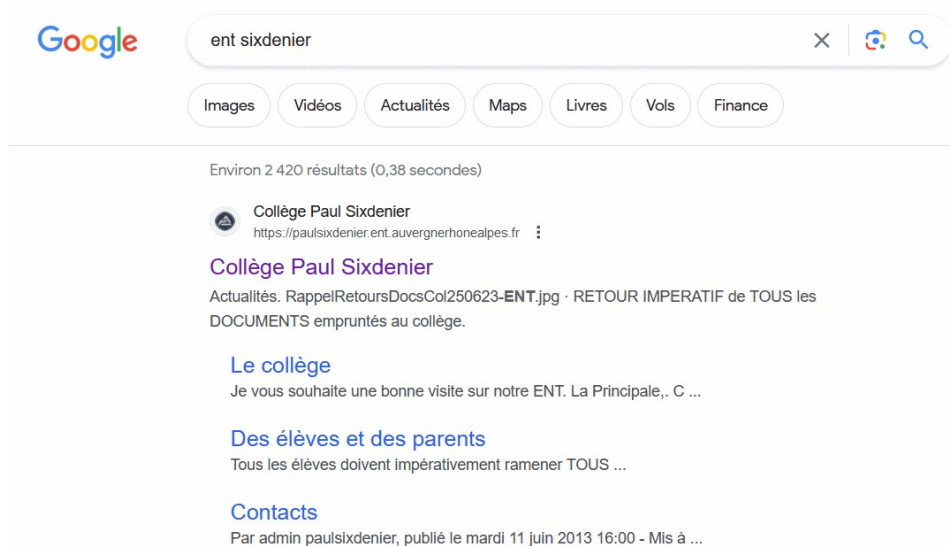 Google
ent sixdenier
Images Vidéos Actualités Maps Livres Vols Finance
Environ 2 420 résultats (0,38 secondes)
Collège Paul Sixdenier
https://paulsixdenier.ent.auvergnerhonealpes.fr
Collège Paul Sixdenier
Actualités. RappelRetoursDocsCol250623-ENT.jpg · RETOUR IMPERATIF de TOUS les
DOCUMENTS empruntés au collège.
Le collège
Je vous souhaite une bonne visite sur notre ENT. La Principale,. C ...
Des élèves et des parents
Tous les élèves doivent impérativement ramener TOUS ...
Contacts
Par admin paulsixdenier, publié le mardi 11 juin 2013 16:00 - Mis à ...